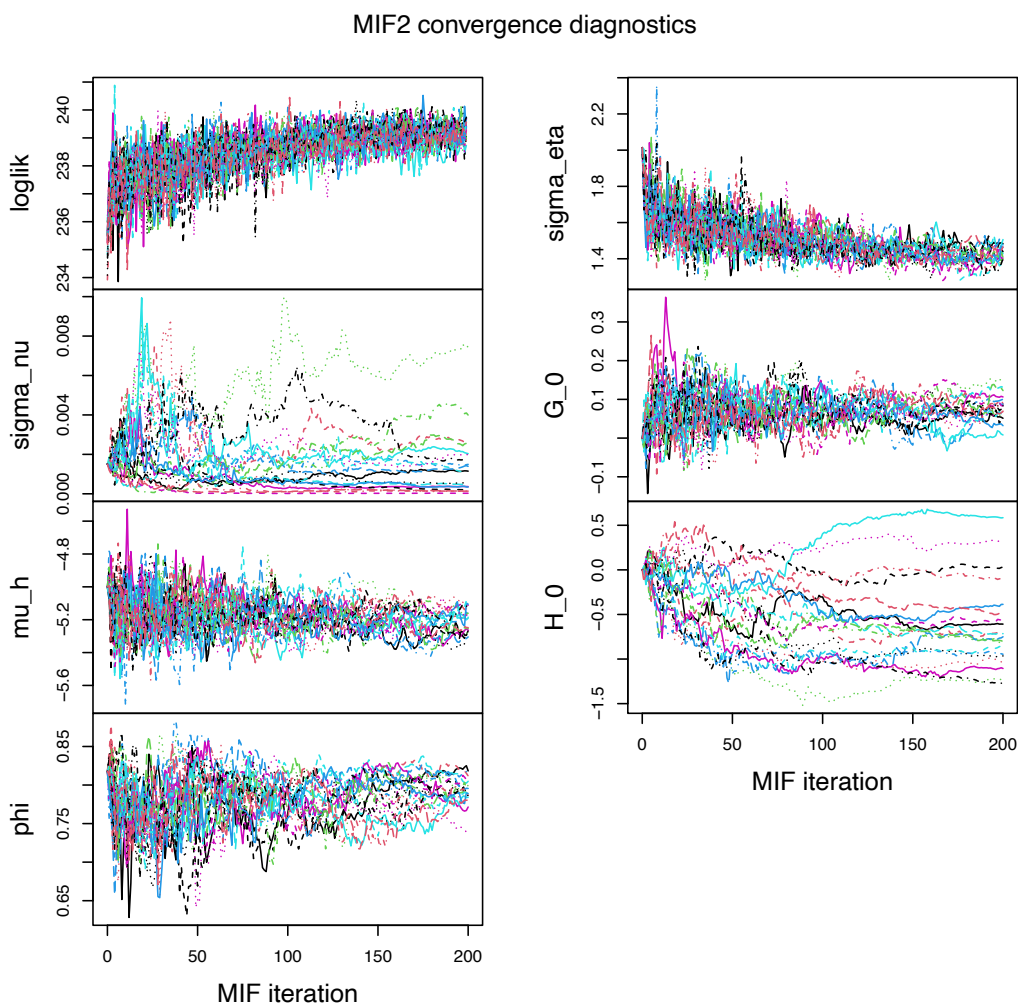 MIF2 convergence diagnostics
loglik
234 236 238 240
sigma_nu
0.000 0.004 0.008
mu_h
−5.6 −5.2 −4.8
phi
0.65 0.75 0.85
0 50 100 150 200
MIF iteration
sigma_eta
1.4 1.8 2.2
G_0
−0.1 0.1 0.2 0.3
H_0
−1.5 −1.0 −0.5 0.0 0.5
0 50 100 150 200
MIF iteration